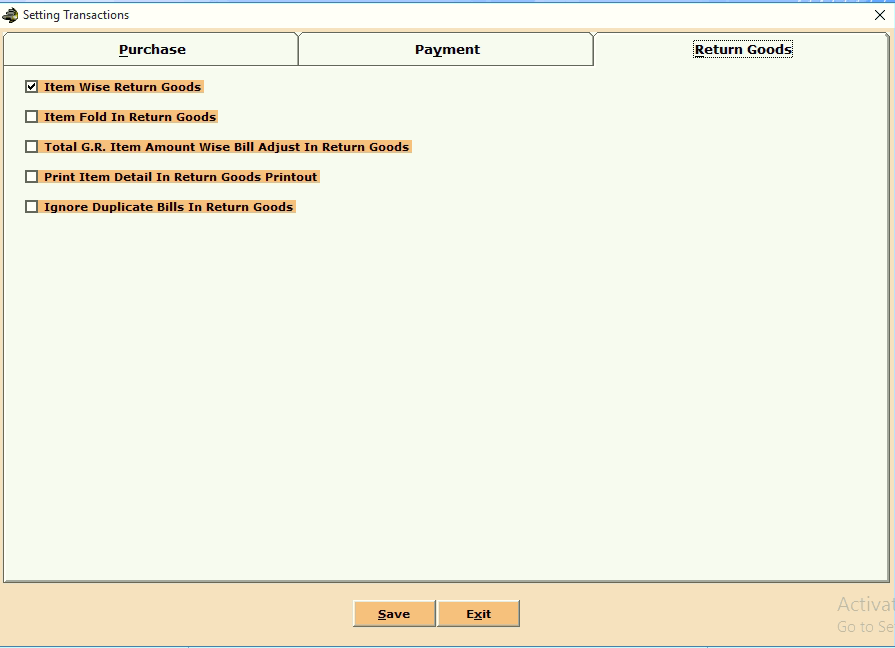 Setting Transactions
Purchase
Payment
Return Goods
Item Wise Return Goods
Item Fold In Return Goods
Total G.R. Item Amount Wise Bill Adjust In Return Goods
Print Item Detail In Return Goods Printout
Ignore Duplicate Bills In Return Goods
Save
Exit
Activat
Go to Se